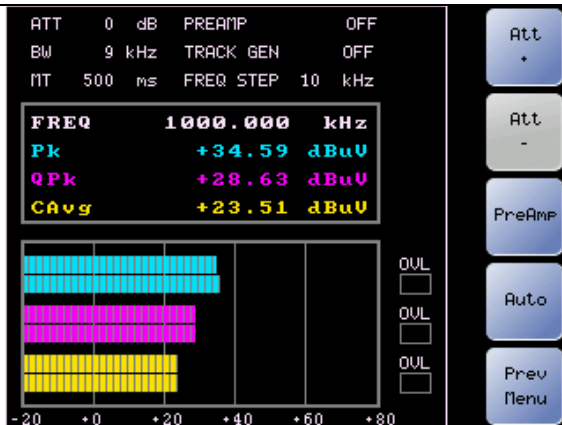 ATT 0 dB PREAMP OFF
BW 9 kHz TRACK GEN OFF
MT 500 ms FREQ STEP 10 kHz
FREQ 1000.000 kHz
Pk +34.59 dBuV
QPk +28.63 dBuV
CAvg +23.51 dBuV
OVL
OVL
OVL
-20 +0 +20 +40 +60 +80
Att
+
Att
-
PreAmp
Auto
Prev
Menu